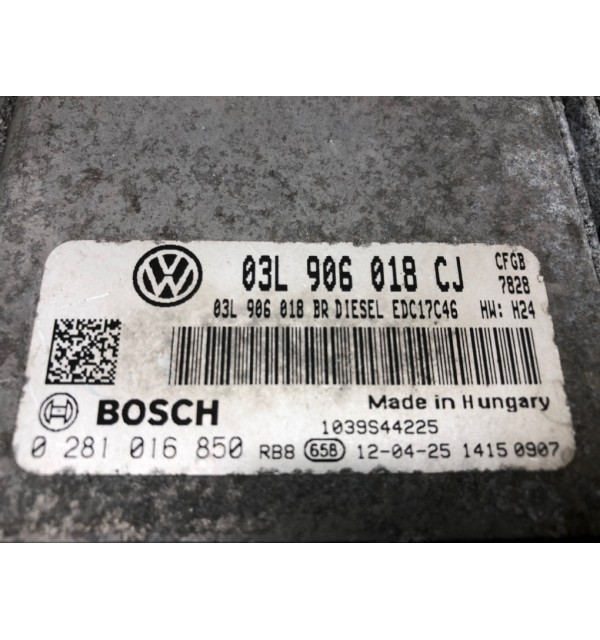 03L 906 018 CJ CFGB
7828
03L 906 018 BR DIESEL EDC17C46 HW: H24
BOSCH
Made in Hungary
1039S44225
0 281 016 850 RB8 658 12-04-25 1415 0907